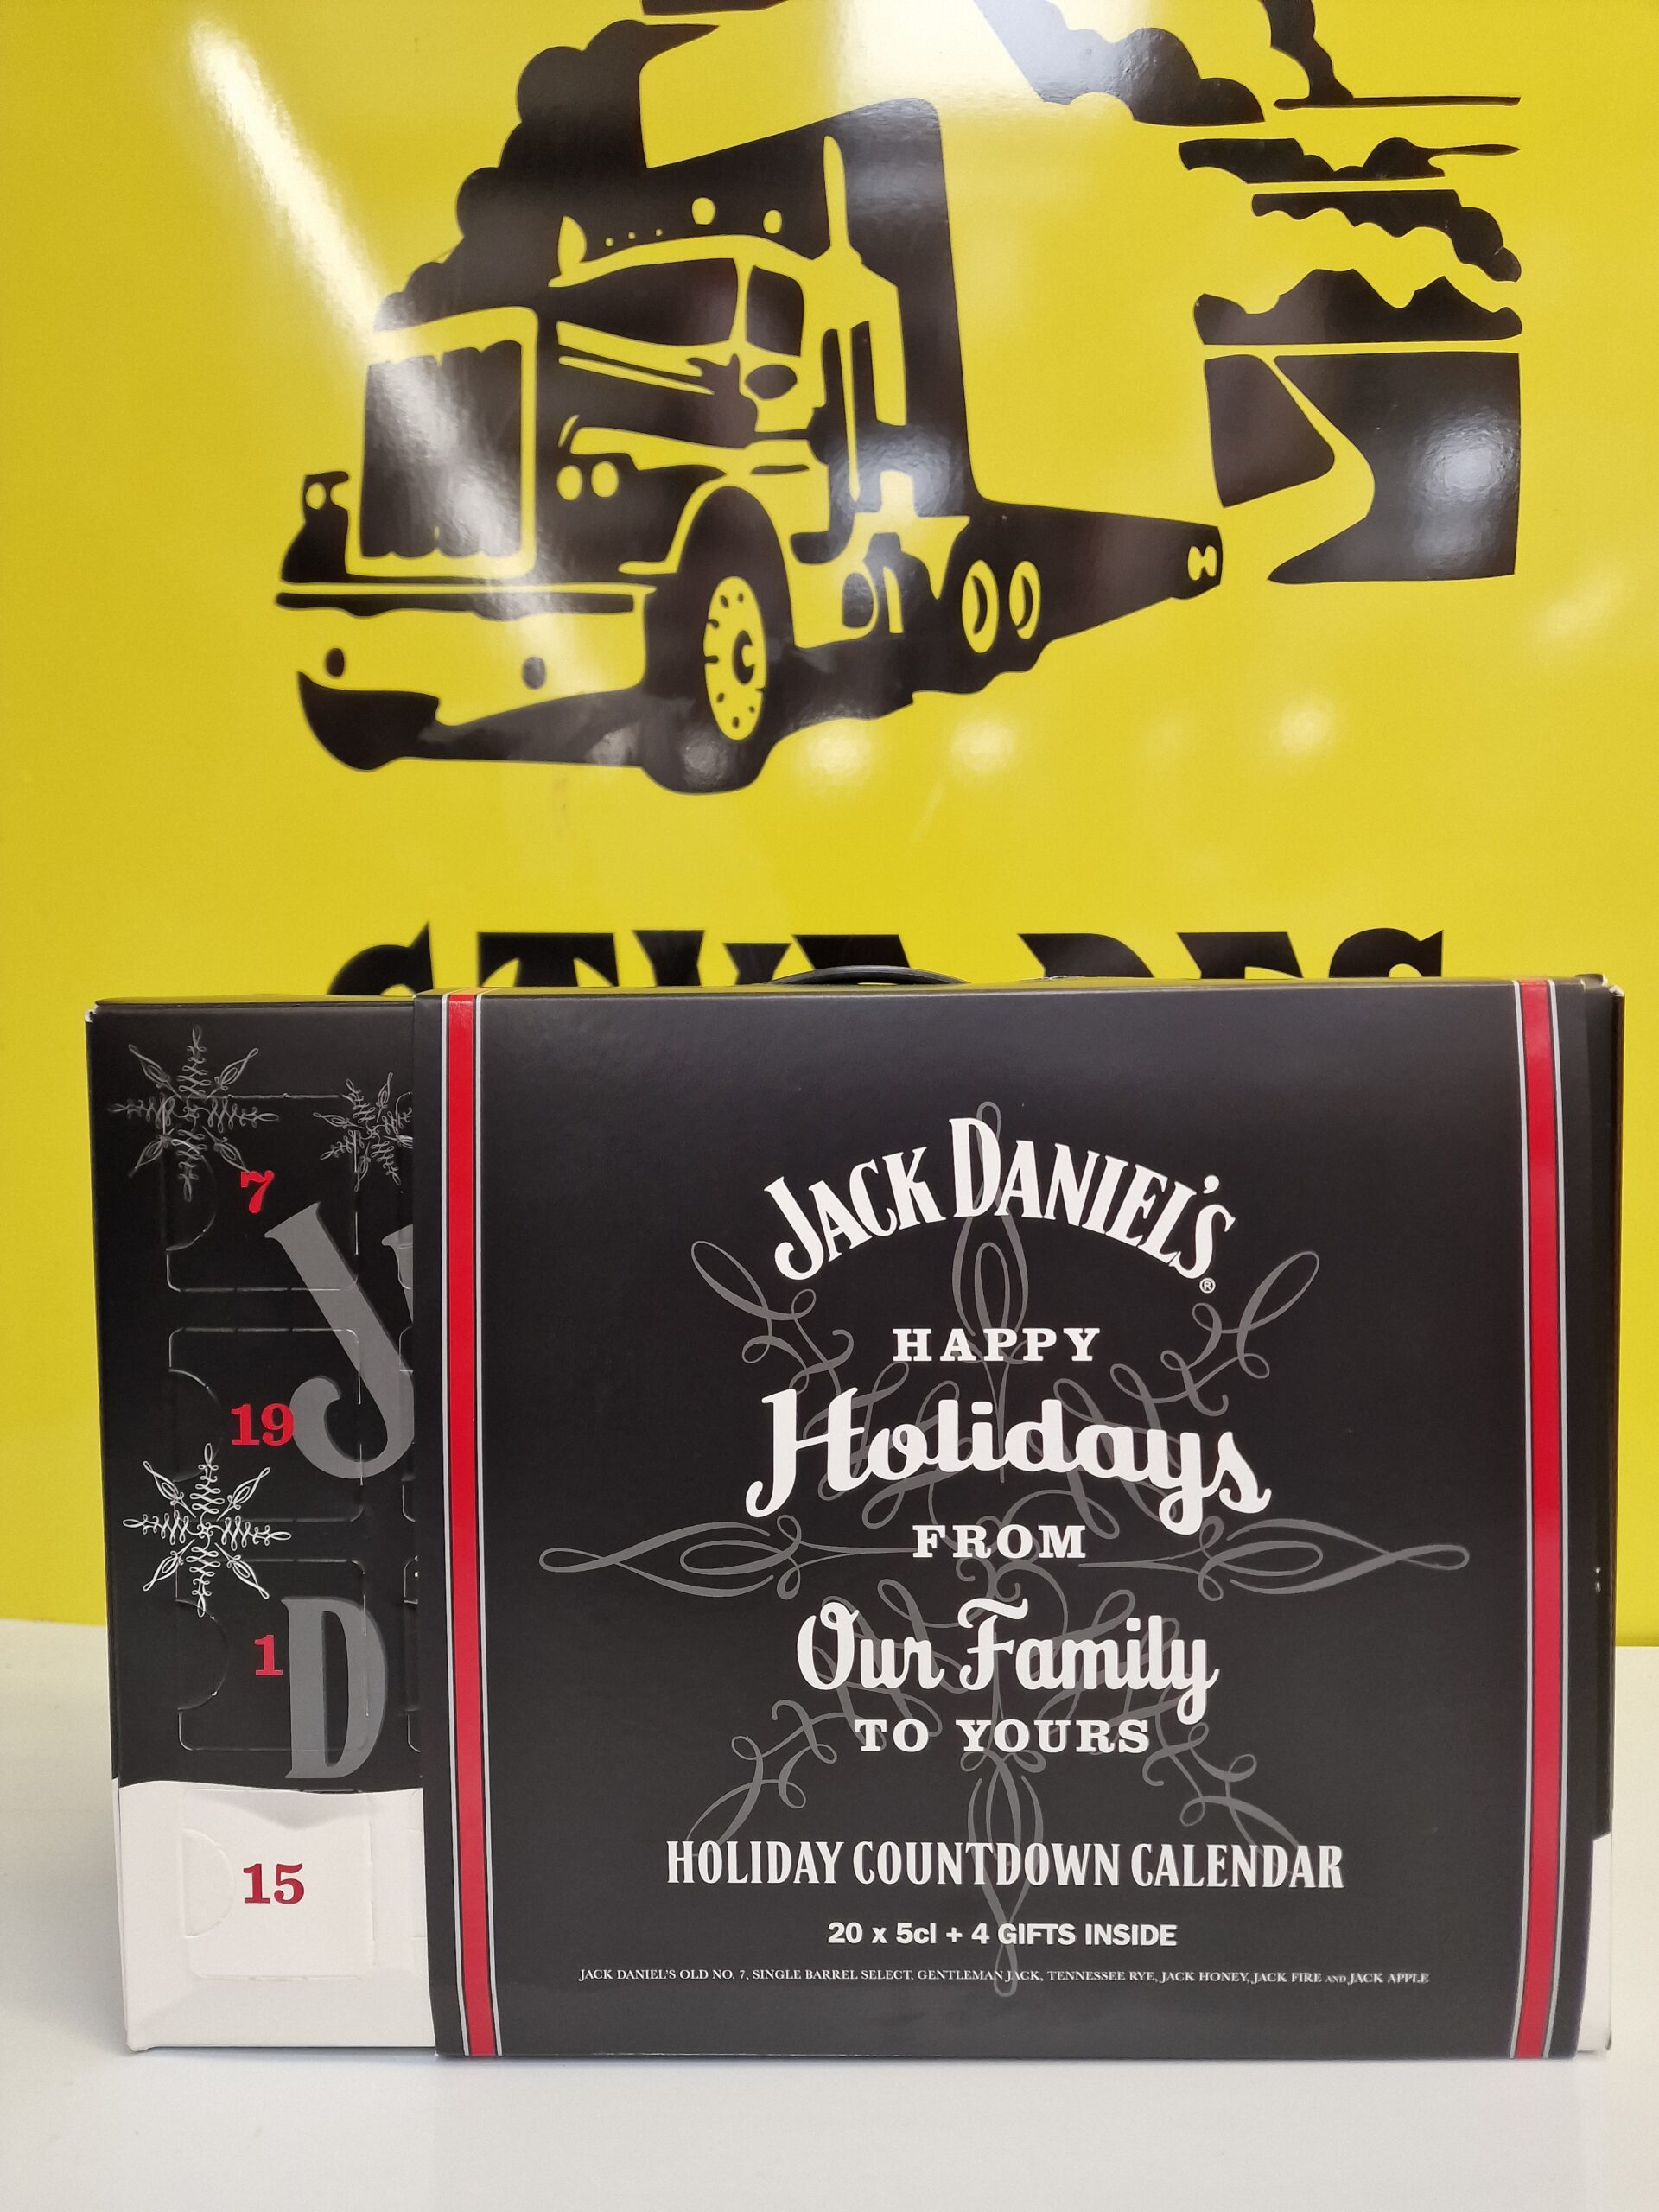 7
19
1
15
JACK DANIEL'S®
HAPPY
Holidays
FROM
Our Family
TO YOURS
HOLIDAY COUNTDOWN CALENDAR
20 x 5cl + 4 GIFTS INSIDE
JACK DANIEL'S OLD NO. 7, SINGLE BARREL SELECT, GENTLEMAN JACK, TENNESSEE RYE, JACK HONEY, JACK FIRE AND JACK APPLE